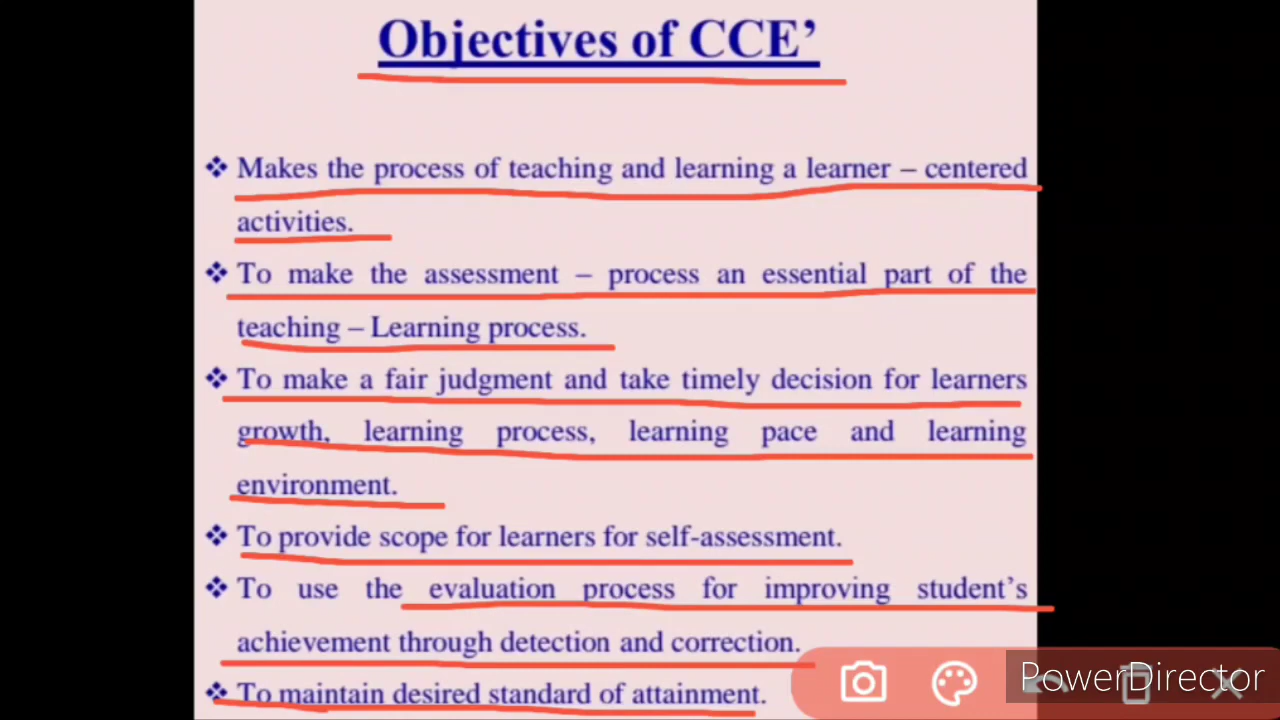 Objectives of CCE’
❖ Makes the process of teaching and learning a learner – centered
activities.
❖ To make the assessment – process an essential part of the
teaching – Learning process.
❖ To make a fair judgment and take timely decision for learners
growth, learning process, learning pace and learning
environment.
❖ To provide scope for learners for self-assessment.
❖ To use the evaluation process for improving student’s
achievement through detection and correction.
❖ To maintain desired standard of attainment.
PowerDirector